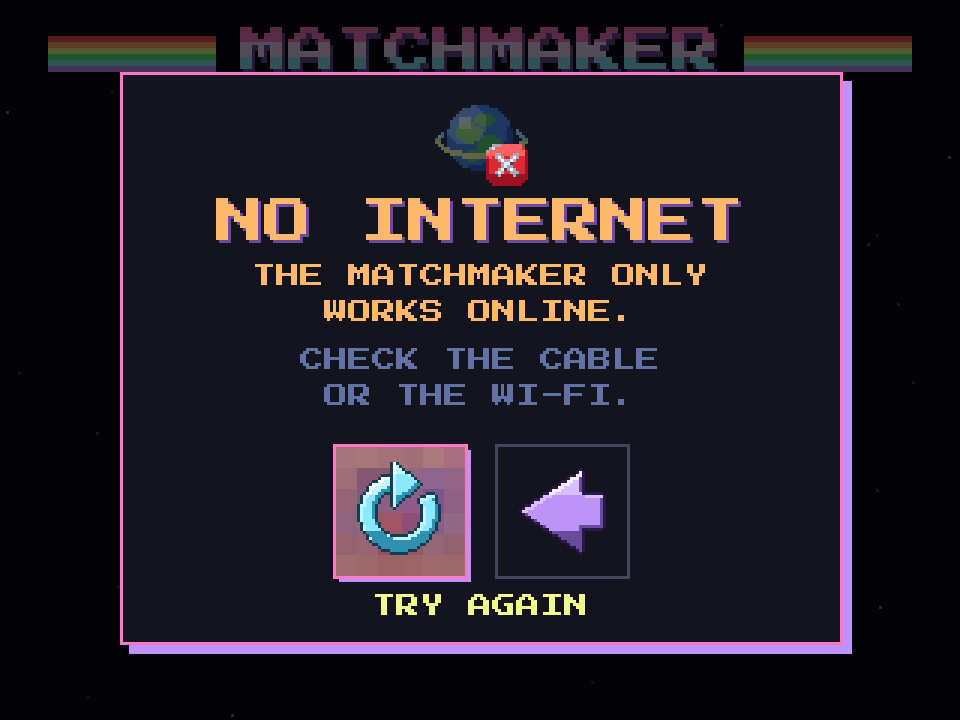 MATCHMAKER
NO INTERNET
THE MATCHMAKER ONLY
WORKS ONLINE.
CHECK THE CABLE
OR THE WI-FI.
TRY AGAIN